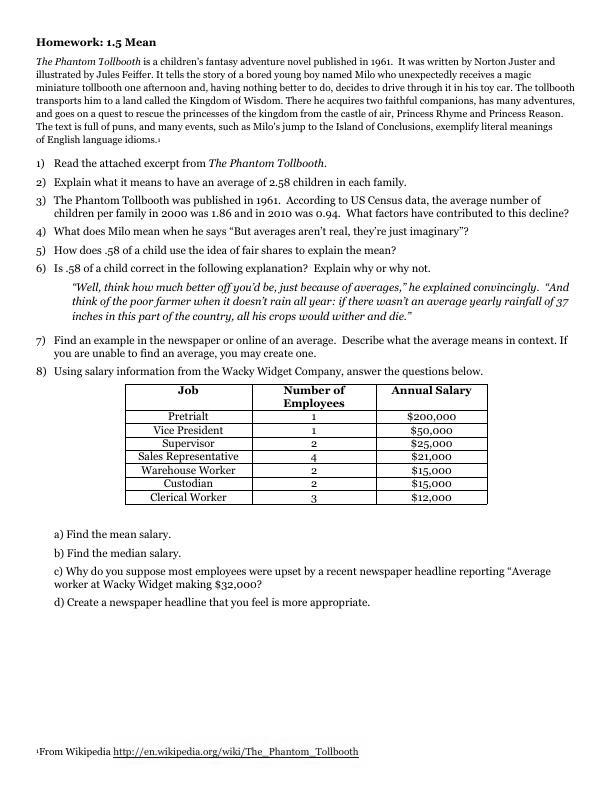 Homework: 1.5 Mean
The Phantom Tollbooth is a children's fantasy adventure novel published in 1961. It was written by Norton Juster and
illustrated by Jules Feiffer. It tells the story of a bored young boy named Milo who unexpectedly receives a magic
miniature tollbooth one afternoon and, having nothing better to do, decides to drive through it in his toy car. The tollbooth
transports him to a land called the Kingdom of Wisdom. There he acquires two faithful companions, has many adventures,
and goes on a quest to rescue the princesses of the kingdom from the castle of air, Princess Rhyme and Princess Reason.
The text is full of puns, and many events, such as Milo's jump to the Island of Conclusions, exemplify literal meanings
of English language idioms.¹
1) Read the attached excerpt from The Phantom Tollbooth.
2) Explain what it means to have an average of 2.58 children in each family.
3) The Phantom Tollbooth was published in 1961. According to US Census data, the average number of
children per family in 2000 was 1.86 and in 2010 was 0.94. What factors have contributed to this decline?
4) What does Milo mean when he says “But averages aren't real, they're just imaginary”?
5) How does .58 of a child use the idea of fair shares to explain the mean?
6) Is .58 of a child correct in the following explanation? Explain why or why not.
“Well, think how much better off you'd be, just because of averages,” he explained convincingly. “And
think of the poor farmer when it doesn't rain all year: if there wasn't an average yearly rainfall of 37
inches in this part of the country, all his crops would wither and die.”
7) Find an example in the newspaper or online of an average. Describe what the average means in context. If
you are unable to find an average, you may create one.
8) Using salary information from the Wacky Widget Company, answer the questions below.
Job Number of Employees Annual Salary
Pretrialt 1 $200,000
Vice President 1 $50,000
Supervisor 2 $25,000
Sales Representative 4 $21,000
Warehouse Worker 2 $15,000
Custodian 2 $15,000
Clerical Worker 3 $12,000
a) Find the mean salary.
b) Find the median salary.
c) Why do you suppose most employees were upset by a recent newspaper headline reporting “Average
worker at Wacky Widget making $32,000?
d) Create a newspaper headline that you feel is more appropriate.
¹From Wikipedia http://en.wikipedia.org/wiki/The_Phantom_Tollbooth